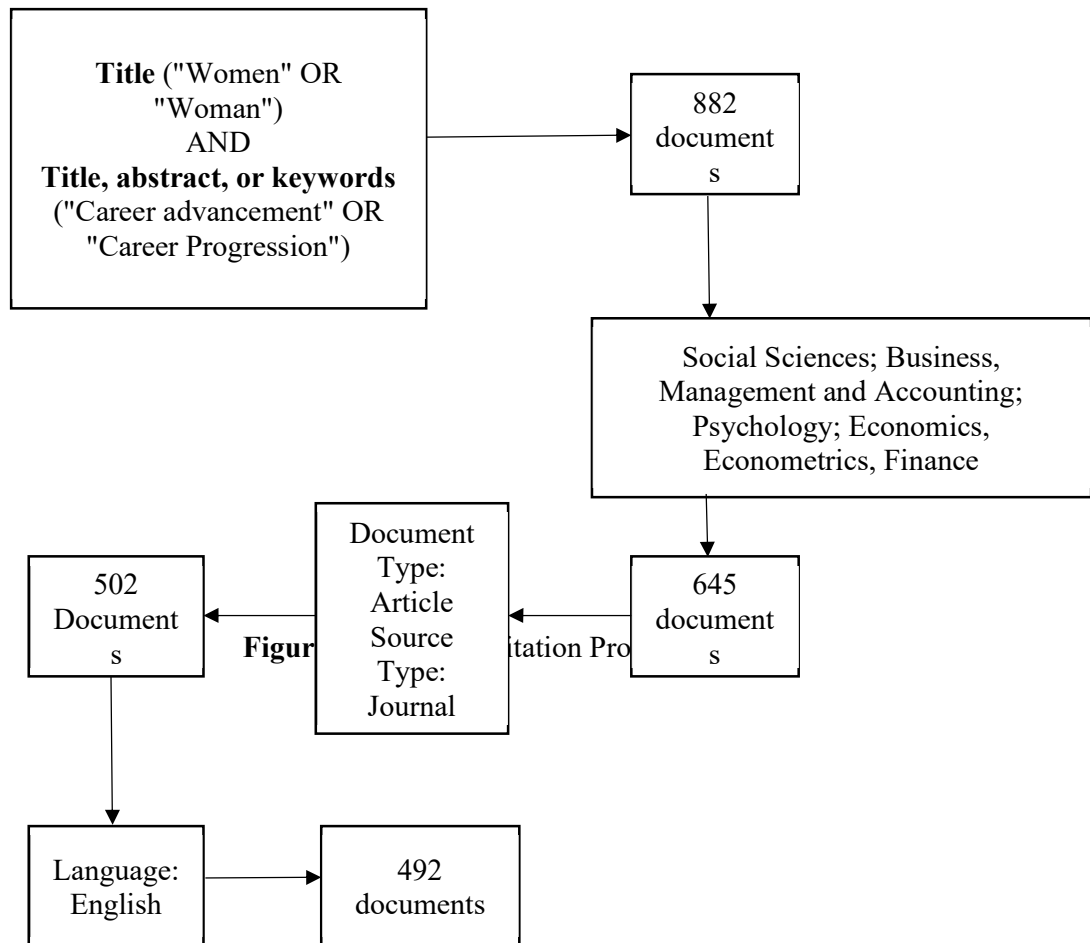 Title ("Women" OR
"Woman")
AND
Title, abstract, or keywords
("Career advancement" OR
"Career Progression")
882
document
s
Social Sciences; Business,
Management and Accounting;
Psychology; Economics,
Econometrics, Finance
645
document
s
Document
Type:
Article
Source
Type:
Journal
502
Document
s
Figur itation Pro
Language:
English
492
documents